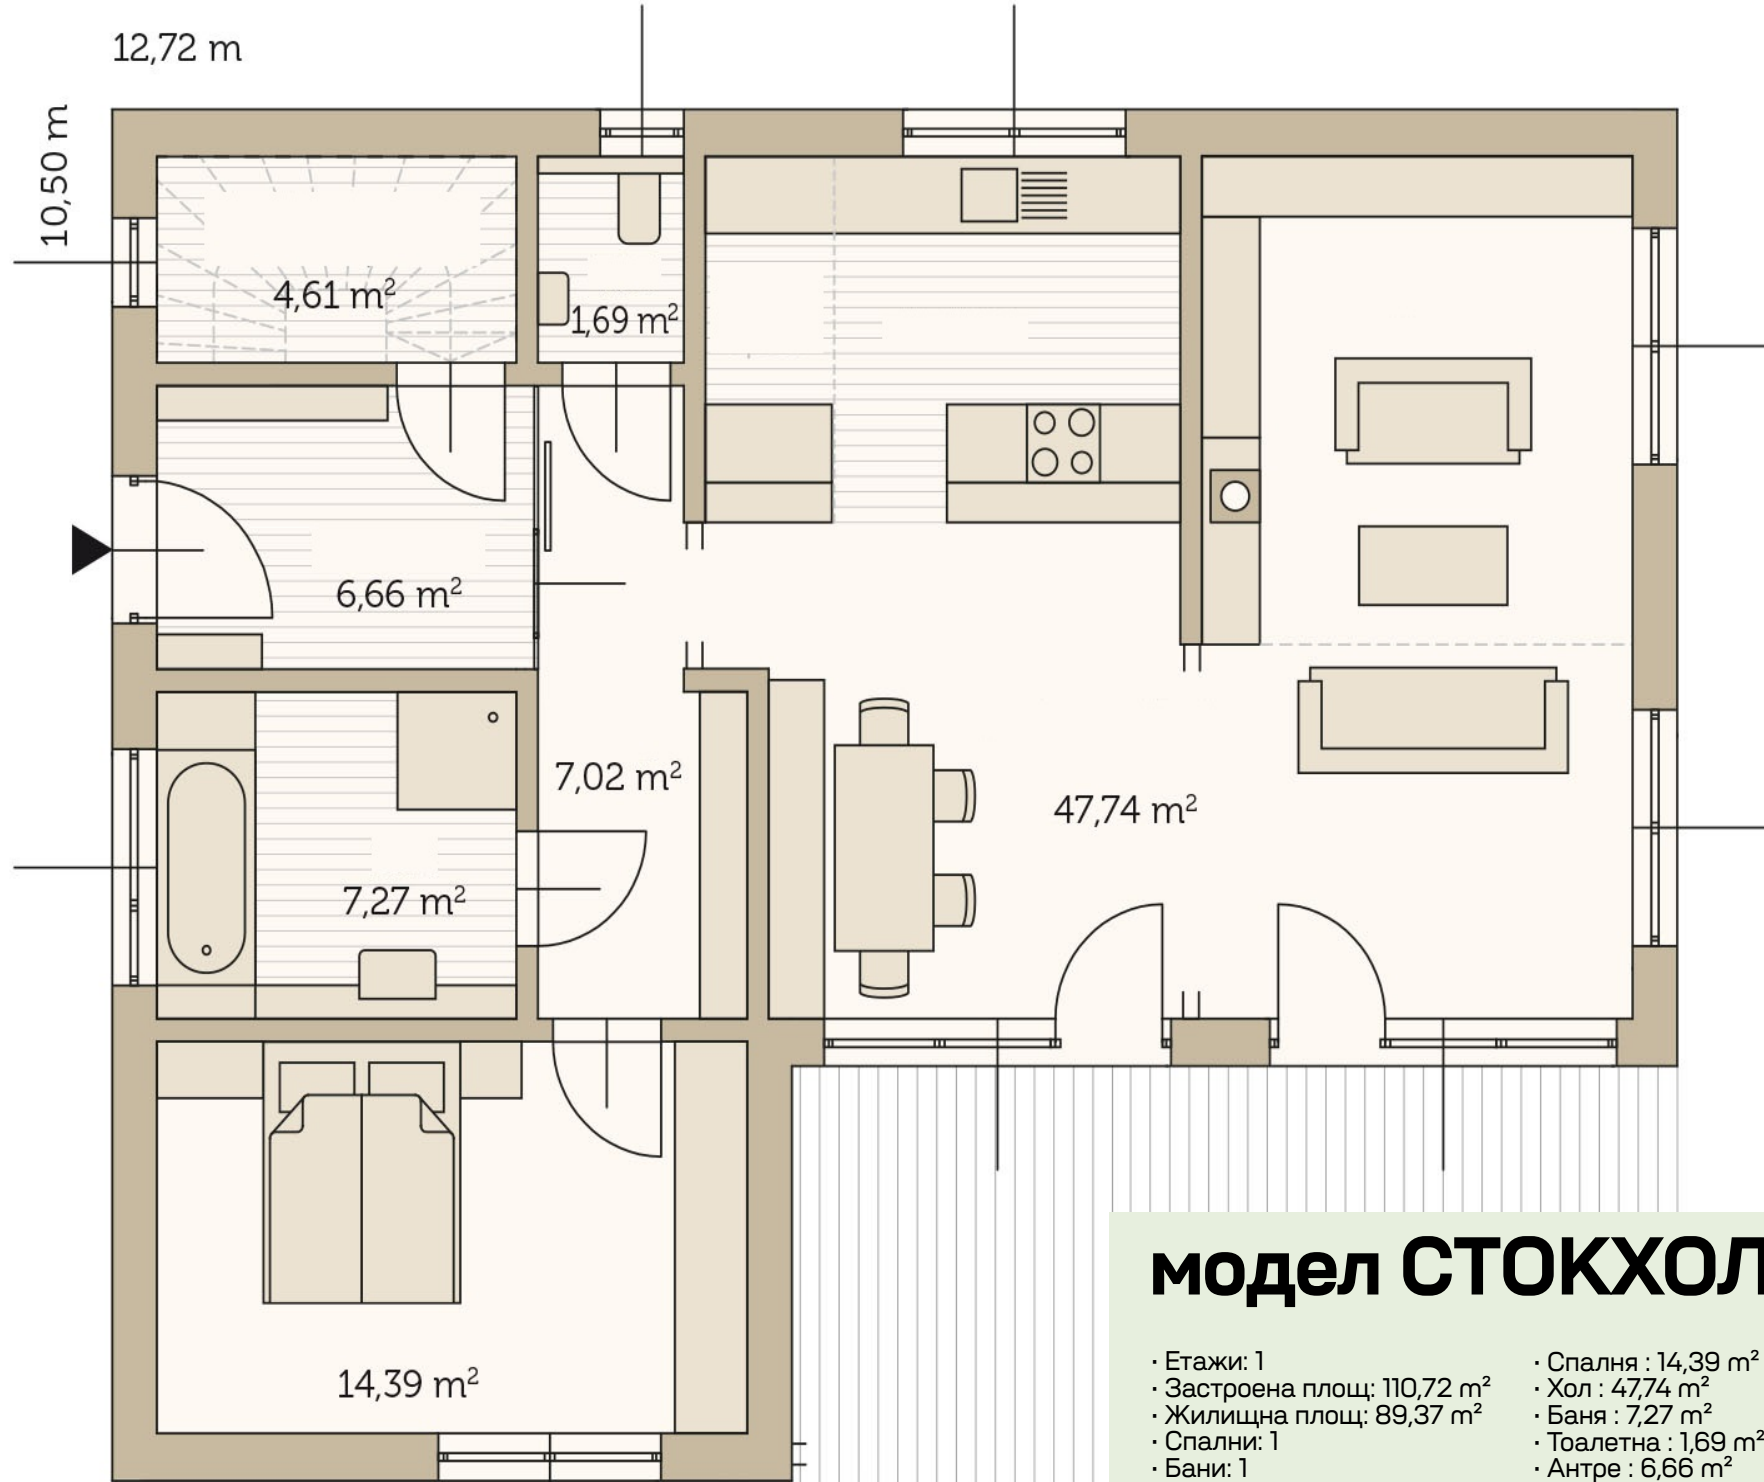 12,72 m
10,50 m
4,61 m²
1,69 m²
6,66 m²
7,02 m²
47,74 m²
7,27 m²
14,39 m²
модел СТОКХОЛ
· Етажи: 1
· Застроена площ: 110,72 m²
· Жилищна площ: 89,37 m²
· Спални: 1
· Бани: 1
· Спалня : 14,39 m²
· Хол : 47,74 m²
· Баня : 7,27 m²
· Тоалетна : 1,69 m²
· Антре : 6,66 m²